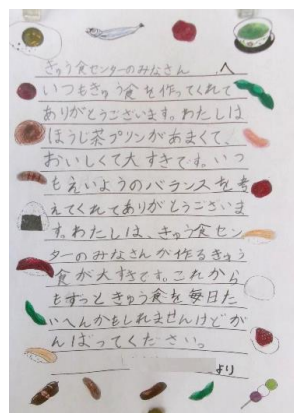 きゅう食センターのみなさん へ
いつもきゅう食を作ってくれて
ありがとうございます。わたしは
ほうじ茶プリンがあまくて、
おいしくて大すきです。いつ
もえいようのバランスを考
えてくれてありがとうございま
す。わたしは、きゅう食セン
ターのみなさんが作るきゅう
食が大すきです。これから
もずっときゅう食を毎日た
いへんかもしれませんけどが
んばってください。
より